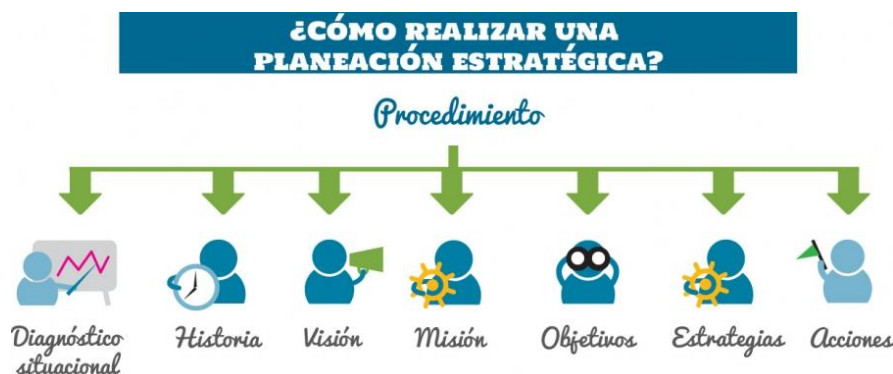 ¿CÓMO REALIZAR UNA
PLANEACIÓN ESTRATÉGICA?
Procedimiento
Diagnóstico
situacional
Historia
Visión
Misión
Objetivos
Estrategias
Acciones